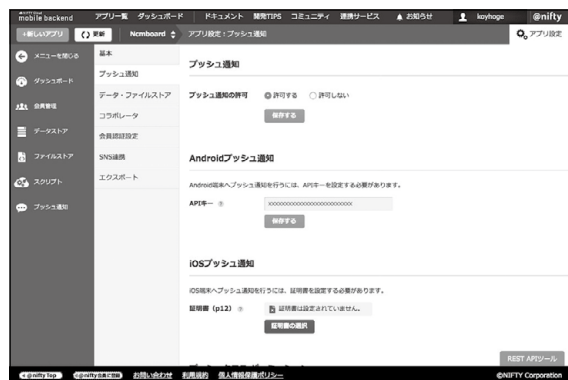 mobile backend アプリ一覧 ダッシュボード ドキュメント 開発TIPS コミュニティ 連携サービス お知らせ koyhoge @nifty
+新しいアプリ 更新 Ncmboard アプリ設定:プッシュ通知 アプリ設定
メニューを閉じる
ダッシュボード
会員管理
データストア
ファイルストア
スクリプト
プッシュ通知
基本
プッシュ通知
データ・ファイルストア
コラボレータ
会員認証設定
SNS連携
エクスポート
プッシュ通知
プッシュ通知の許可 許可する 許可しない
保存する
Androidプッシュ通知
Android端末へプッシュ通知を行うには、APIキーを設定する必要があります。
APIキー
保存する
iOSプッシュ通知
iOS端末へプッシュ通知を行うには、証明書を設定する必要があります。
証明書 (p12) 証明書は設定されていません。
証明書の選択
REST APIツール
@nifty Top @nifty会員に登録 お問い合わせ 利用規約 個人情報保護ポリシー ©NIFTY Corporation